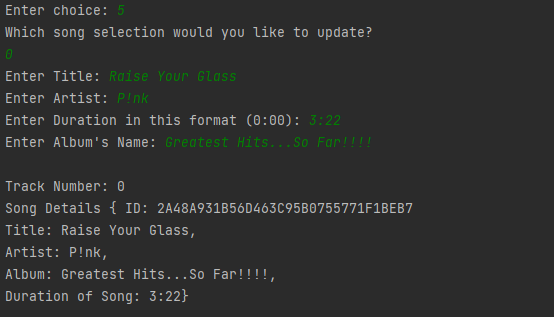 Enter choice: 5
Which song selection would you like to update?
0
Enter Title: Raise Your Glass
Enter Artist: P!nk
Enter Duration in this format (0:00): 3:22
Enter Album's Name: Greatest Hits...So Far!!!!
Track Number: 0
Song Details { ID: 2A48A931B56D463C95B0755771F1BEB7
Title: Raise Your Glass,
Artist: P!nk,
Album: Greatest Hits...So Far!!!!,
Duration of Song: 3:22}